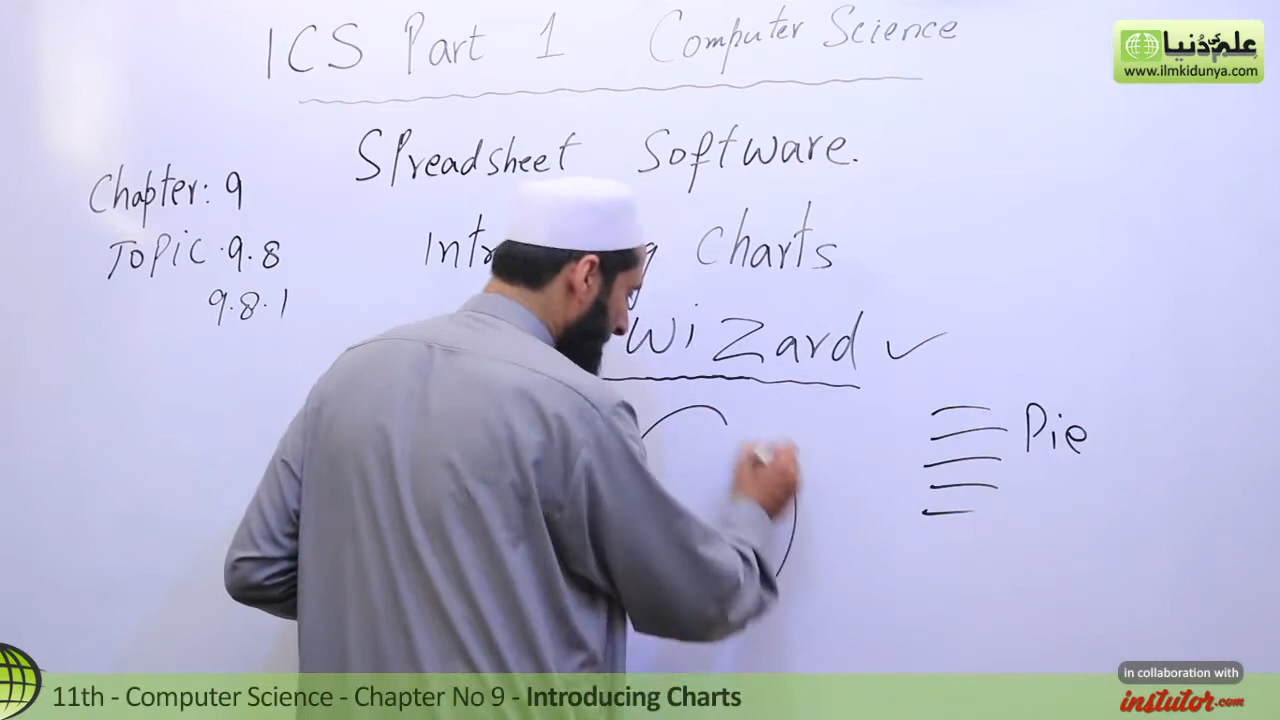 ICS Part 1 Computer Science
علم کی دُنیا
www.ilmkidunya.com
Spreadsheet Software.
Chapter: 9
Topic 9.8
9.8.1
Charts
Wizard ✓
Pie
in collaboration with
instutor.com
11th - Computer Science - Chapter No 9 - Introducing Charts